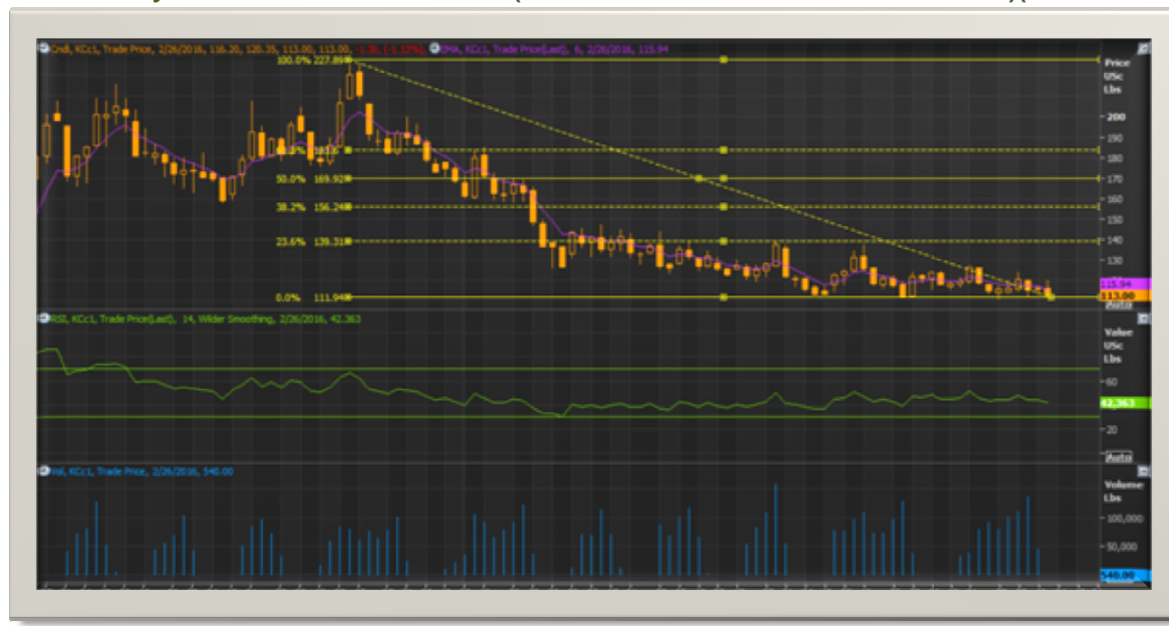 Cndl, KCc1, Trade Price, 2/26/2016, 116.20, 120.35, 113.00, 113.00, -1.30, (-1.13%), EMA, KCc1, Trade Price(Last), 6, 2/26/2016, 115.94
Price
USc
Lbs
100.0% 227.89
200
190
180
50.0% 169.92
170
38.2% 156.24
160
150
23.6% 139.31
140
130
115.94
0.0% 111.94
113.00
Auto
RSI, KCc1, Trade Price(Last), 14, Wilder Smoothing, 2/26/2016, 42.363
Value
USc
Lbs
60
42.363
20
Auto
Vol, KCc1, Trade Price, 2/26/2016, 540.00
Volume
Lbs
100,000
50,000
540.00